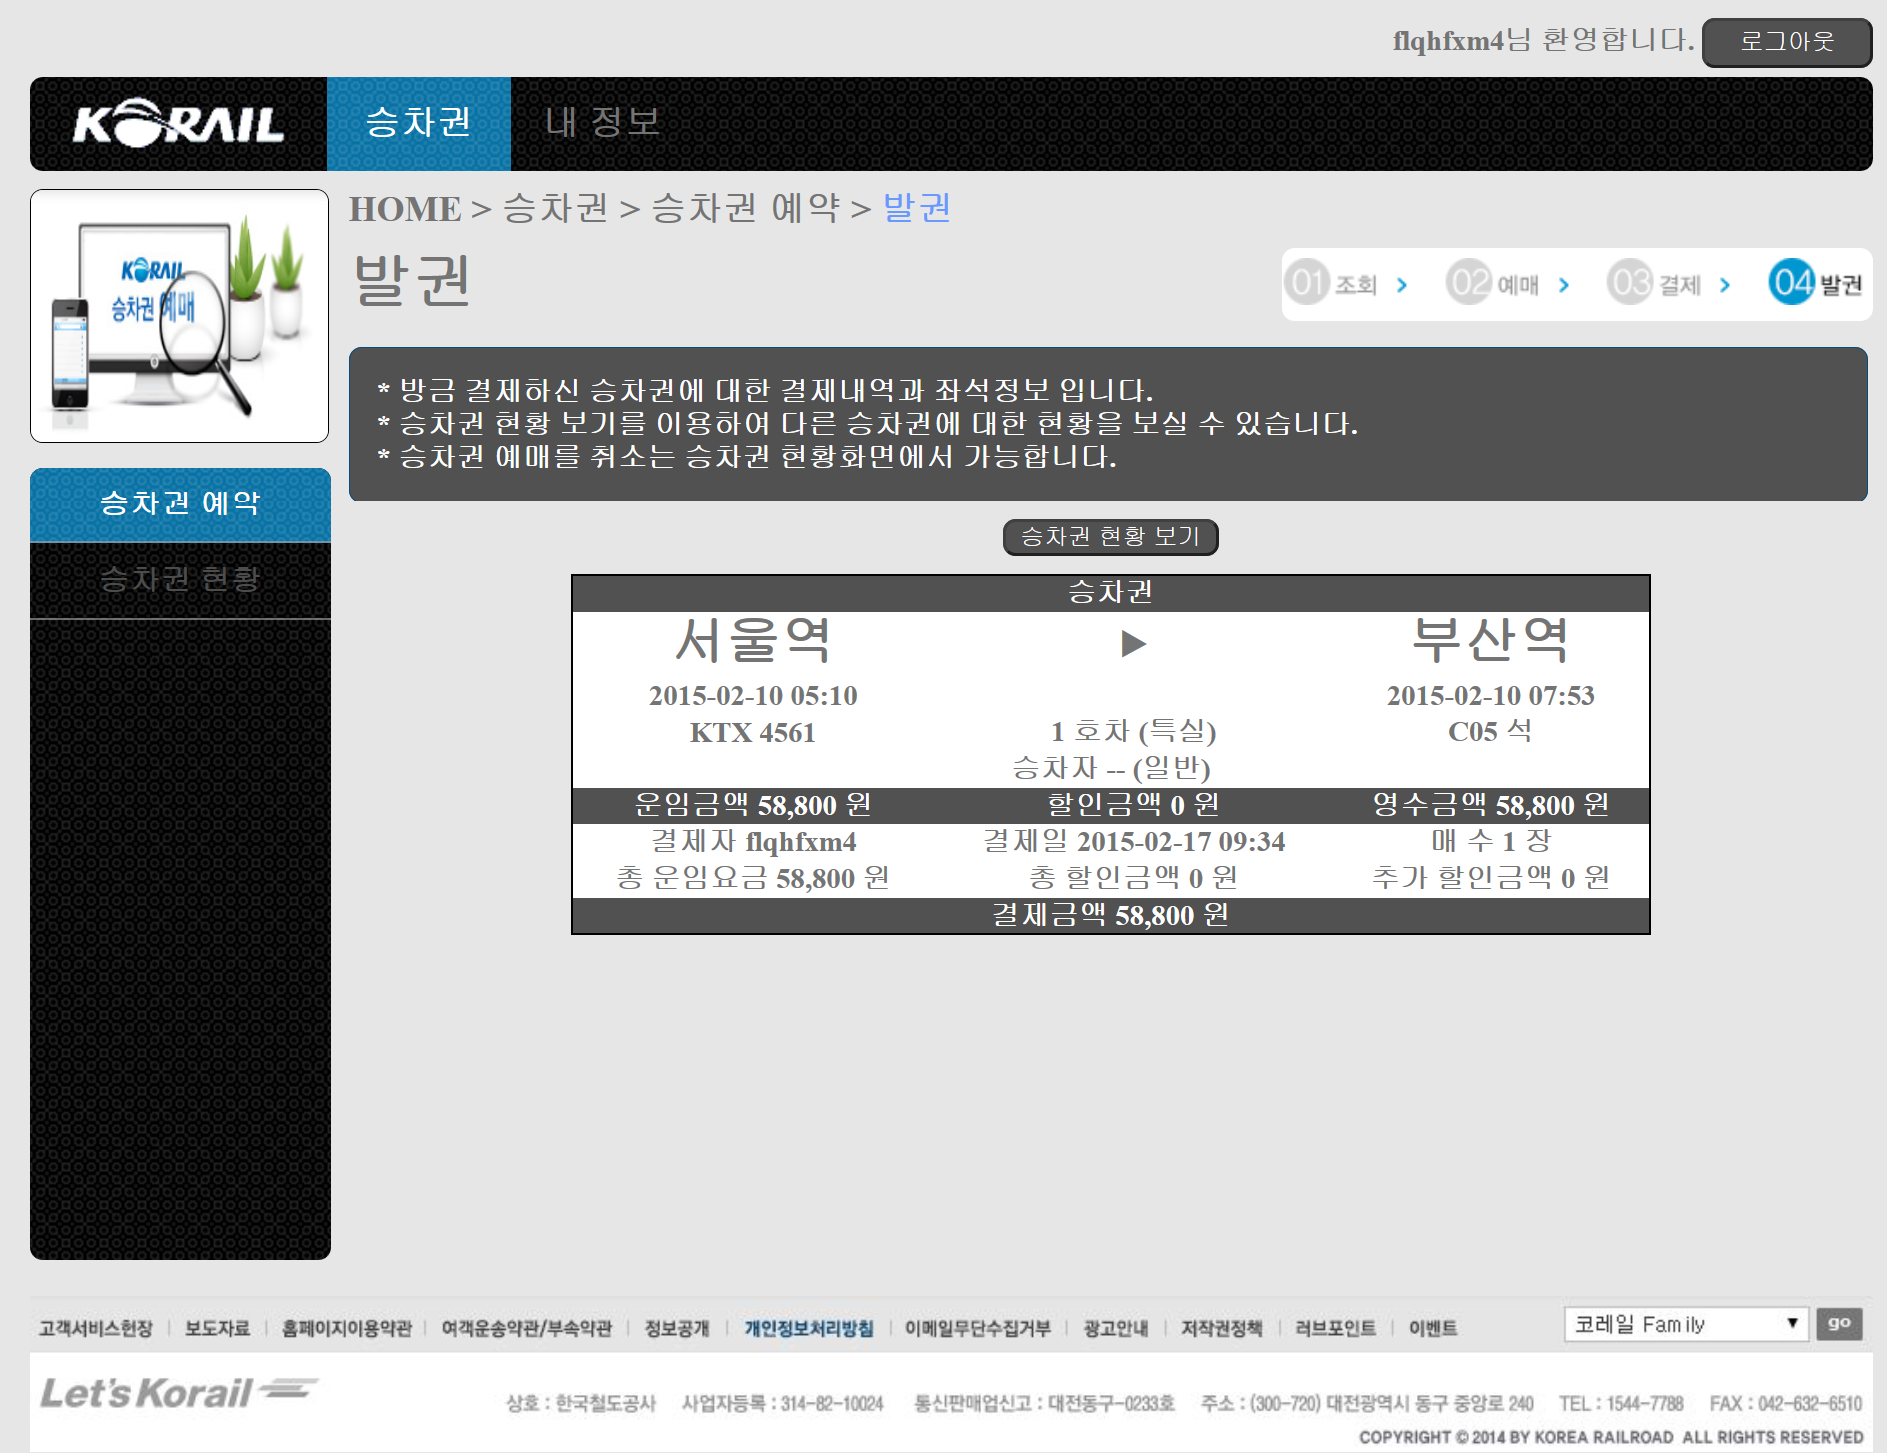 flqhfxm4님 환영합니다. 로그아웃
KORAIL 승차권 내 정보
HOME > 승차권 > 승차권 예약 > 발권
KORAIL
승차권 예매
발권
01 조회 > 02 예매 > 03 결제 > 04 발권
* 방금 결제하신 승차권에 대한 결제내역과 좌석정보 입니다.
* 승차권 현황 보기를 이용하여 다른 승차권에 대한 현황을 보실 수 있습니다.
* 승차권 예매를 취소는 승차권 현황화면에서 가능합니다.
승차권 예약
승차권 현황
승차권 현황 보기
승차권
서울역 ▶ 부산역
2015-02-10 05:10 2015-02-10 07:53
KTX 4561 1 호차 (특실) C05 석
승차자 -- (일반)
운임금액 58,800 원 할인금액 0 원 영수금액 58,800 원
결제자 flqhfxm4 결제일 2015-02-17 09:34 매 수 1 장
총 운임요금 58,800 원 총 할인금액 0 원 추가 할인금액 0 원
결제금액 58,800 원
고객서비스헌장 | 보도자료 | 홈페이지이용약관 | 여객운송약관/부속약관 | 정보공개 | 개인정보처리방침 | 이메일무단수집거부 | 광고안내 | 저작권정책 | 러브포인트 | 이벤트 코레일 Family ▼ go
Let's Korail 상호 : 한국철도공사 사업자등록 : 314-82-10024 통신판매업신고 : 대전동구-0233호 주소 : (300-720) 대전광역시 동구 중앙로 240 TEL : 1544-7788 FAX : 042-632-6510
COPYRIGHT © 2014 BY KOREA RAILROAD ALL RIGHTS RESERVED